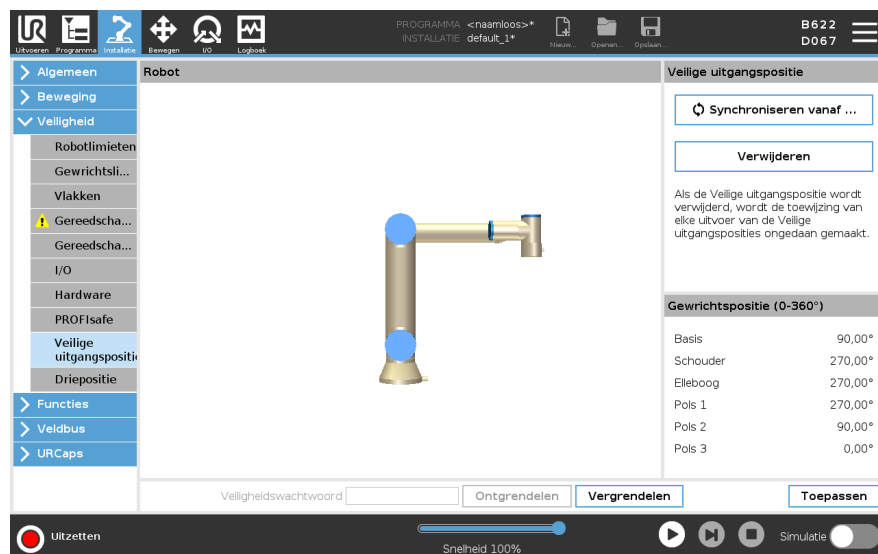 PROGRAMMA <naamloos>*
INSTALLATIE default_1*
B622
D067
Uitvoeren Programma Installatie Bewegen I/O Logboek
Nieuw... Openen... Opslaan...
Algemeen
Beweging
Veiligheid
Robotlimieten
Gewrichtsli...
Vlakken
Gereedscha...
Gereedscha...
I/O
Hardware
PROFIsafe
Veilige
uitgangspositi
Driepositie
Functies
Veldbus
URCaps
Robot
Veilige uitgangspositie
Synchroniseren vanaf ...
Verwijderen
Als de Veilige uitgangspositie wordt
verwijderd, wordt de toewijzing van
elke uitvoer van de Veilige
uitgangsposities ongedaan gemaakt.
Gewrichtspositie (0-360°)
Basis 90,00°
Schouder 270,00°
Elleboog 270,00°
Pols 1 270,00°
Pols 2 90,00°
Pols 3 0,00°
Veiligheidswachtwoord Ontgrendelen Vergrendelen Toepassen
Uitzetten
Snelheid 100%
Simulatie